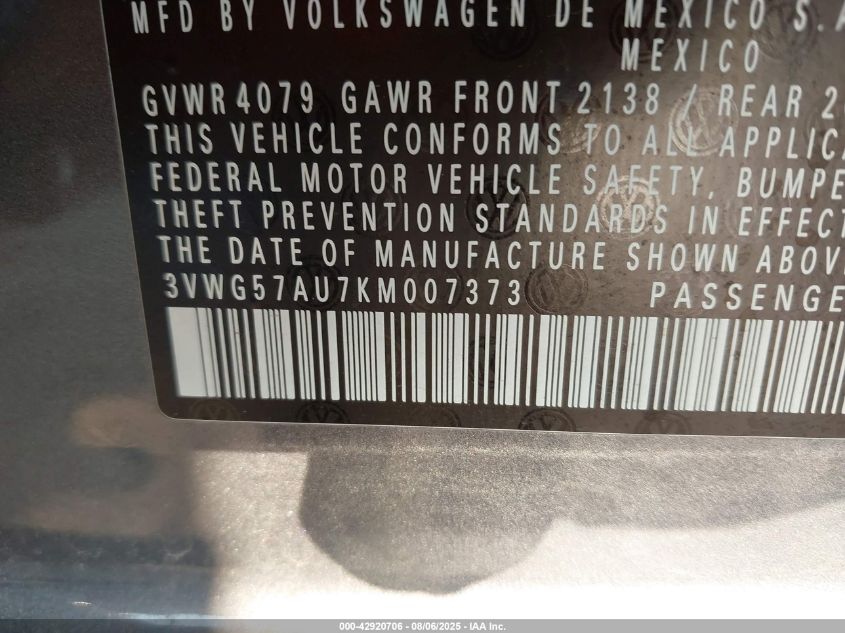 MFD BY VOLKSWAGEN DE MEXICO S.A
MEXICO
GVWR 4079 GAWR FRONT 2138 / REAR
THIS VEHICLE CONFORMS TO ALL
FEDERAL MOTOR VEHICLE SAFETY,
THEFT PREVENTION STANDARDS IN EFFECT
THE DATE OF MANUFACTURE SHOWN
3VWG57AU7KM007373
000-42920706 - 08/06/2025 - IAA Inc.